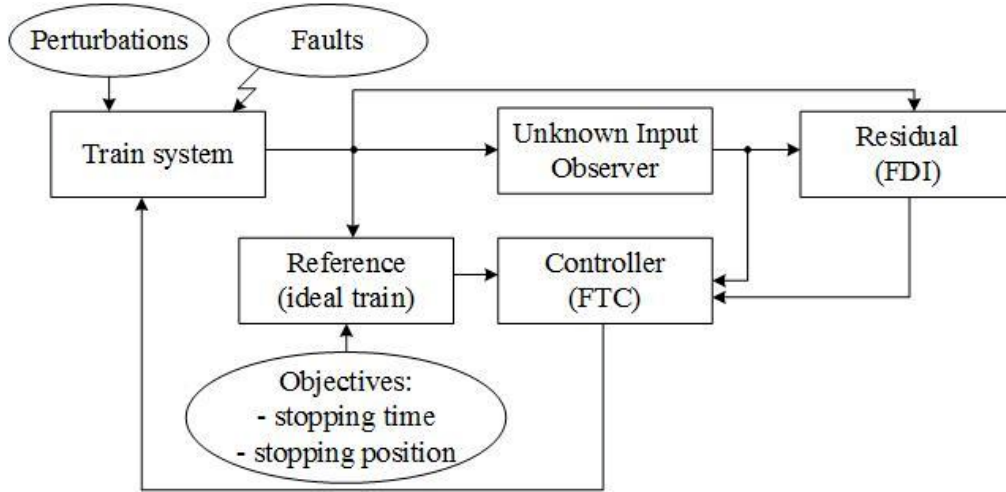 Perturbations
Faults
Train system
Unknown Input
Observer
Residual
(FDI)
Reference
(ideal train)
Controller
(FTC)
Objectives:
- stopping time
- stopping position